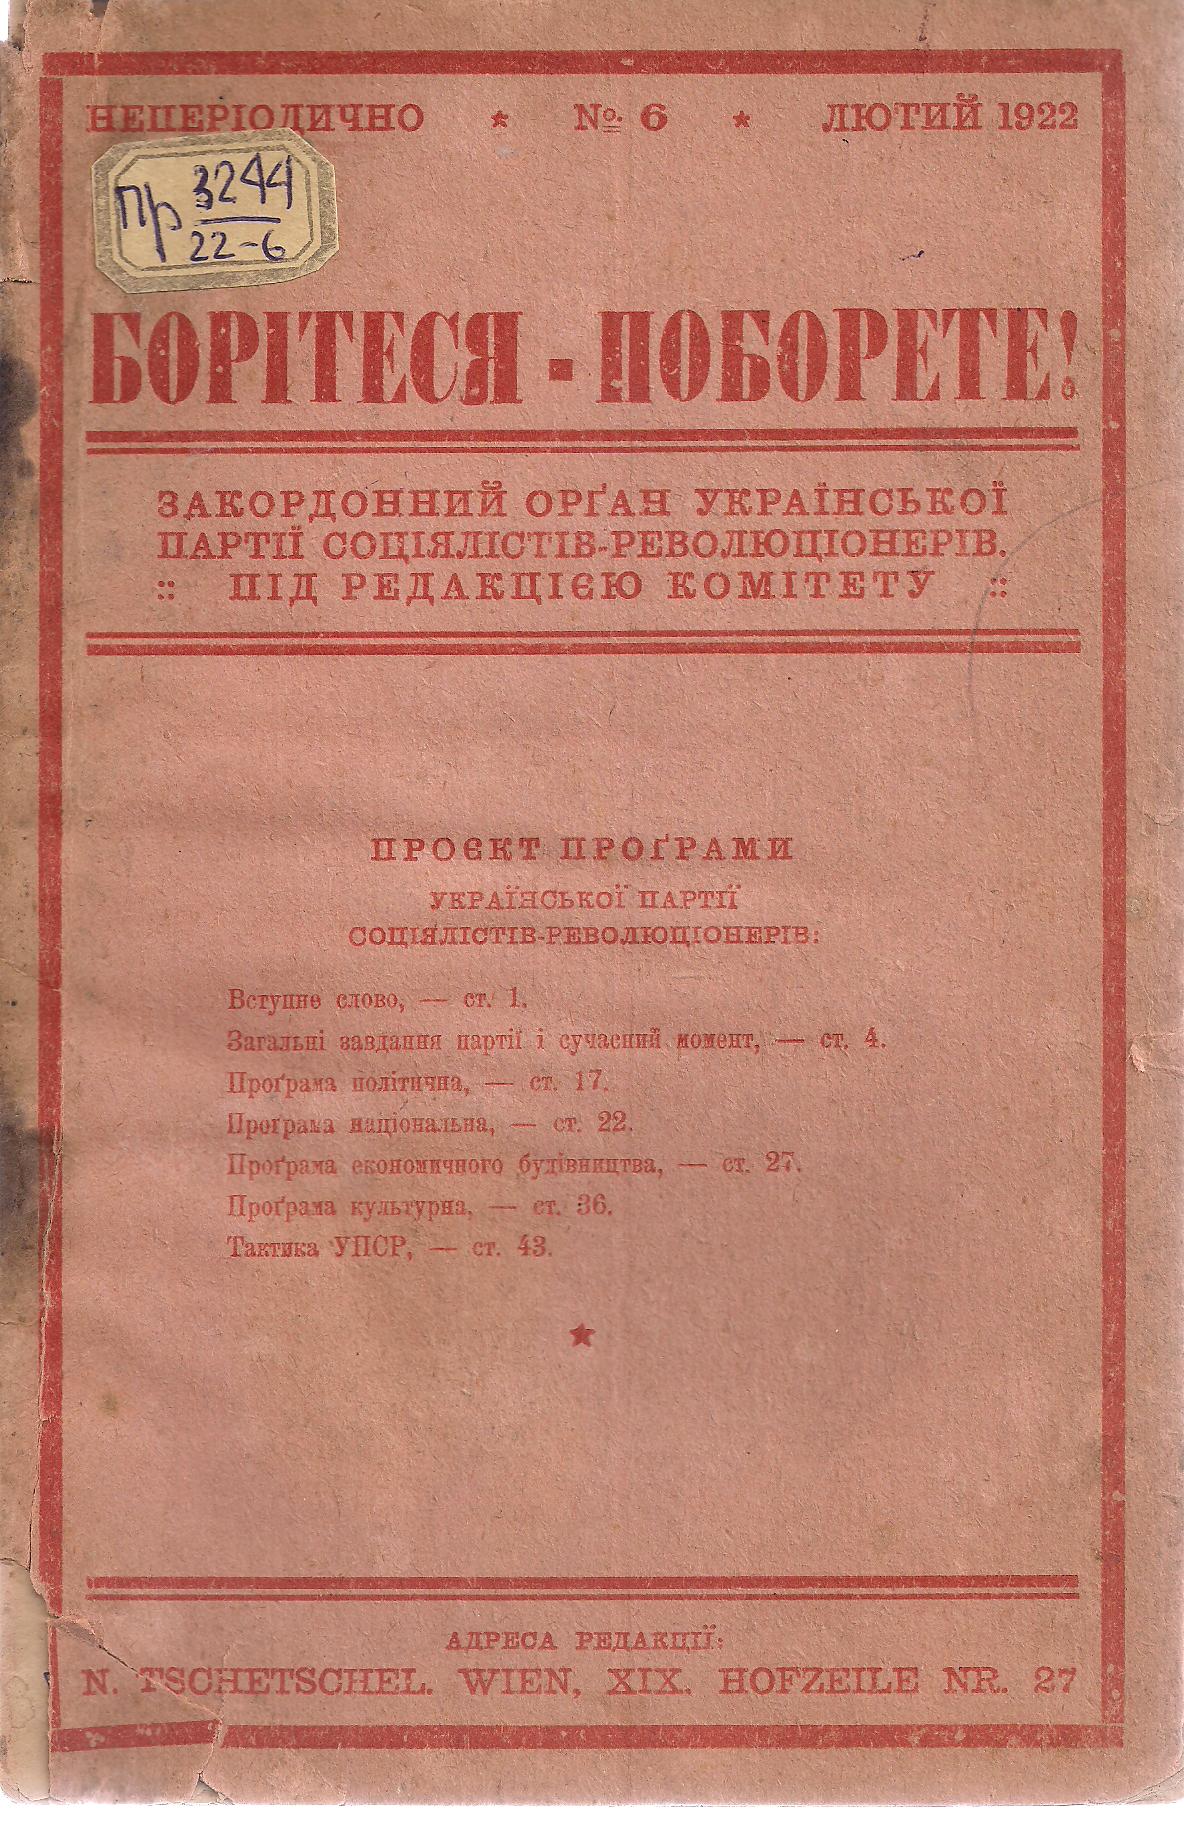 НЕПЕРІОДИЧНО ★ № 6 ★ ЛЮТИЙ 1922
Пр 3244
22-6
БОРІТЕСЯ - ПОБОРЕТЕ!
ЗАКОРДОННИЙ ОРҐАН УКРАЇНСЬКОЇ
ПАРТІЇ СОЦІЯЛІСТІВ-РЕВОЛЮЦІОНЕРІВ.
:: ПІД РЕДАКЦІЄЮ КОМІТЕТУ ::
ПРОЄКТ ПРОҐРАМИ
УКРАЇНСЬКОЇ ПАРТІЇ
СОЦІЯЛІСТІВ-РЕВОЛЮЦІОНЕРІВ:
Вступне слово, — ст. 1.
Загальні завдання партії і сучасний момент, — ст. 4.
Проґрама політична, — ст. 17.
Проґрама національна, — ст. 22.
Проґрама економичного будівництва, — ст. 27.
Проґрама культурна, — ст. 36.
Тактика УПСР, — ст. 43.
★
АДРЕСА РЕДАКЦІЇ:
N. TSCHETSCHEL. WIEN, XIX. HOFZEILE NR. 27